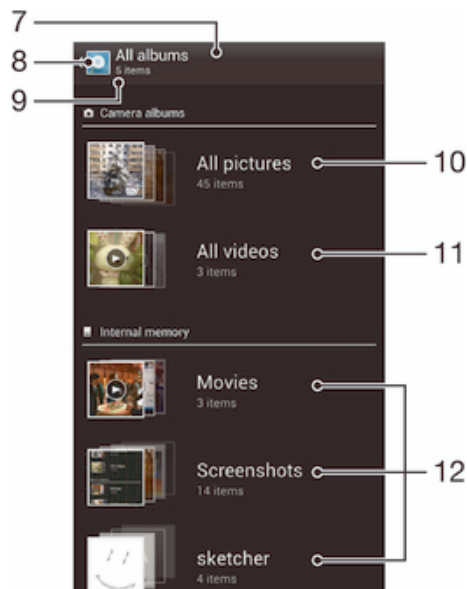 7
8
All albums
5 items
9
Camera albums
All pictures
45 items
10
All videos
3 items
11
Internal memory
Movies
3 items
Screenshots
14 items
12
sketcher
4 items